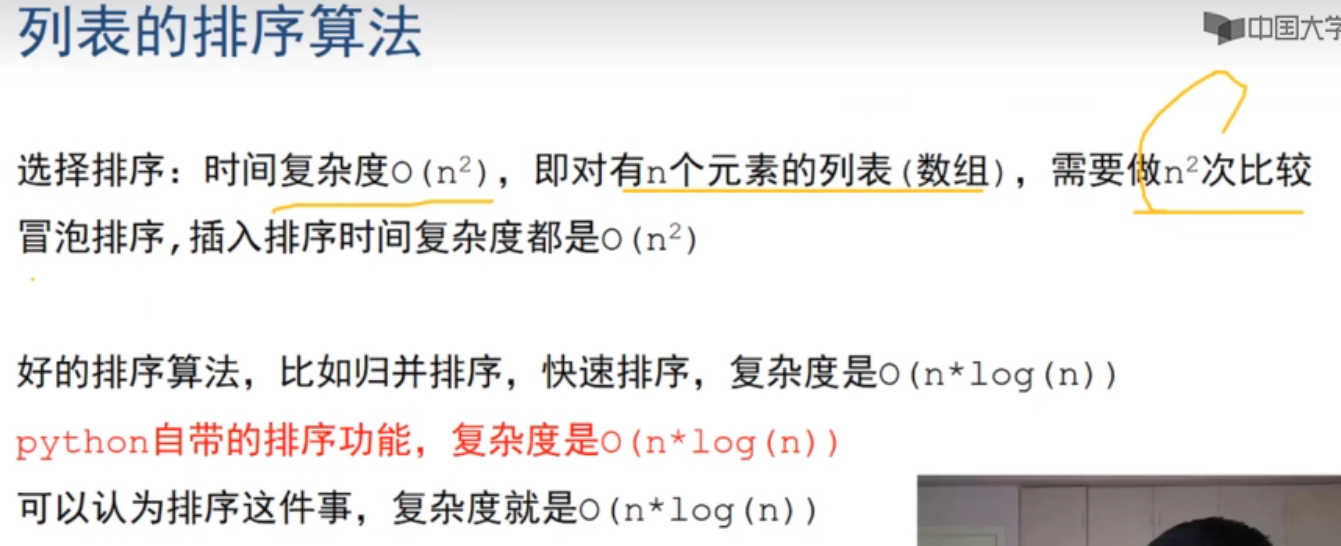 列表的排序算法
中国大学
选择排序：时间复杂度O(n²)，即对有n个元素的列表(数组)，需要做n²次比较
冒泡排序,插入排序时间复杂度都是O(n²)
好的排序算法，比如归并排序，快速排序，复杂度是O(n*log(n))
python自带的排序功能，复杂度是O(n*log(n))
可以认为排序这件事，复杂度就是O(n*log(n))